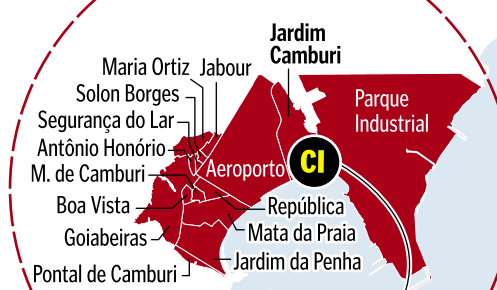 Jardim
Camburi
Maria Ortiz
Jabour
Solon Borges
Segurança do Lar
Antônio Honório
M. de Camburi
Boa Vista
Goiabeiras
Pontal de Camburi
Aeroporto
CI
Parque
Industrial
República
Mata da Praia
Jardim da Penha